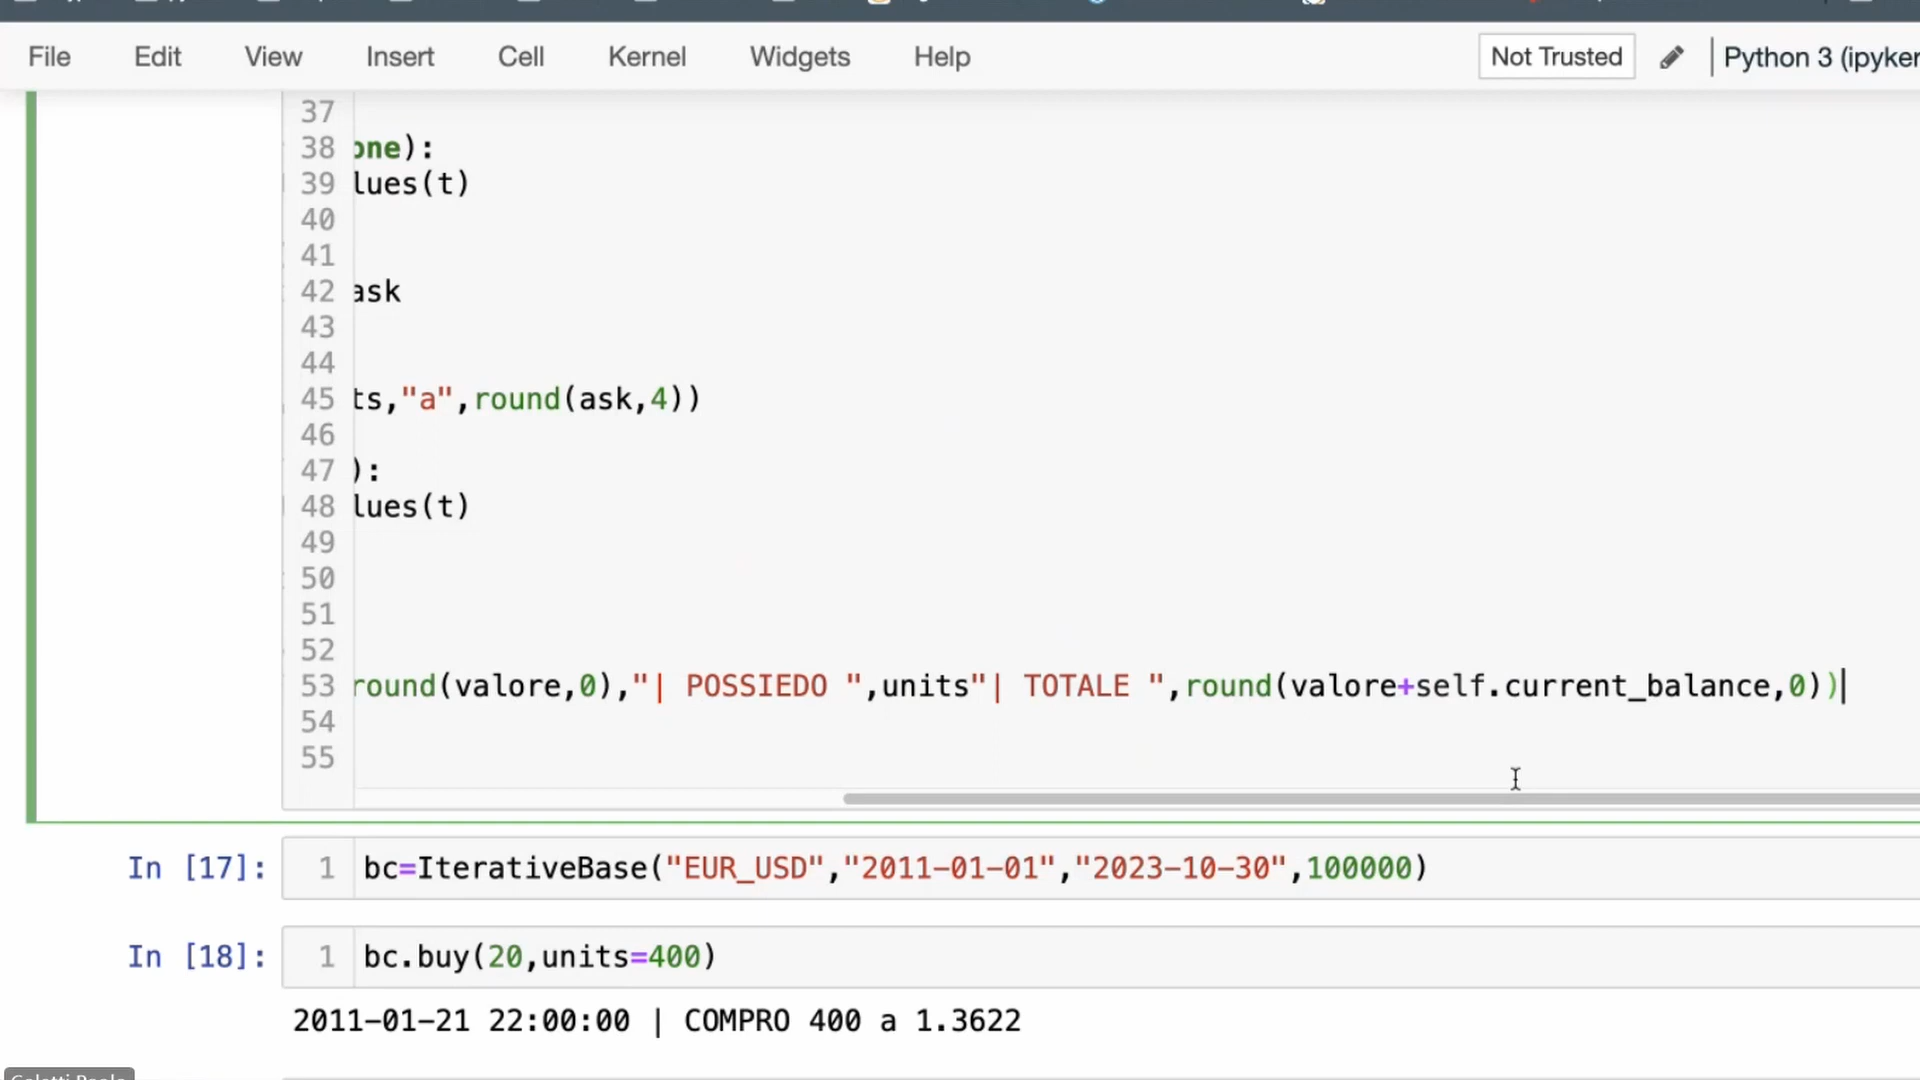 File Edit View Insert Cell Kernel Widgets Help Not Trusted Python 3 (ipyker
37
38 one):
39 lues(t)
40
41
42 ask
43
44
45 ts,"a",round(ask,4))
46
47 ):
48 lues(t)
49
50
51
52
53 round(valore,0),"| POSSIEDO ",units"| TOTALE ",round(valore+self.current_balance,0))
54
55
In [17]: 1 bc=IterativeBase("EUR_USD","2011-01-01","2023-10-30",100000)
In [18]: 1 bc.buy(20,units=400)
2011-01-21 22:00:00 | COMPRO 400 a 1.3622